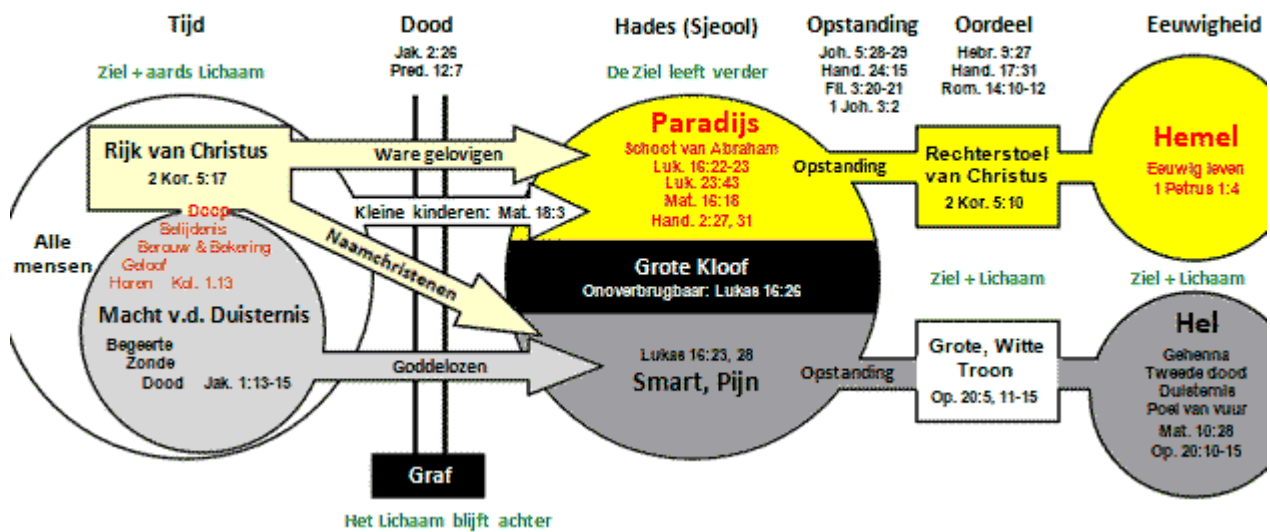 Tijd
Ziel + aards Lichaam
Dood
Jak. 2:26
Pred. 12:7
Hades (Sjeool)
De Ziel leeft verder
Opstanding
Joh. 5:28-29
Hand. 24:15
Fil. 3:20-21
1 Joh. 3:2
Oordeel
Hebr. 9:27
Hand. 17:31
Rom. 14:10-12
Eeuwigheid
Alle
mensen
Rijk van Christus
2 Kor. 5:17
Doop
Belijdenis
Berouw & Bekering
Geloof
Horen Kol. 1.13
Macht v.d. Duisternis
Begeerte
Zonde
Dood Jak. 1:13-15
Ware gelovigen
Kleine kinderen: Mat. 18:3
Naamchristenen
Goddelozen
Graf
Het Lichaam blijft achter
Paradijs
Schoot van Abraham
Luk. 16:22-23
Luk. 23:43
Mat. 16:18
Hand. 2:27, 31
Grote Kloof
Onoverbrugbaar: Lukas 16:26
Lukas 16:23, 28
Smart, Pijn
Opstanding
Rechterstoel
van Christus
2 Kor. 5:10
Hemel
Eeuwig leven
1 Petrus 1:4
Ziel + Lichaam
Ziel + Lichaam
Opstanding
Grote, Witte
Troon
Op. 20:5, 11-15
Hel
Gehenna
Tweede dood
Duisternis
Poel van vuur
Mat. 10:28
Op. 20:10-15